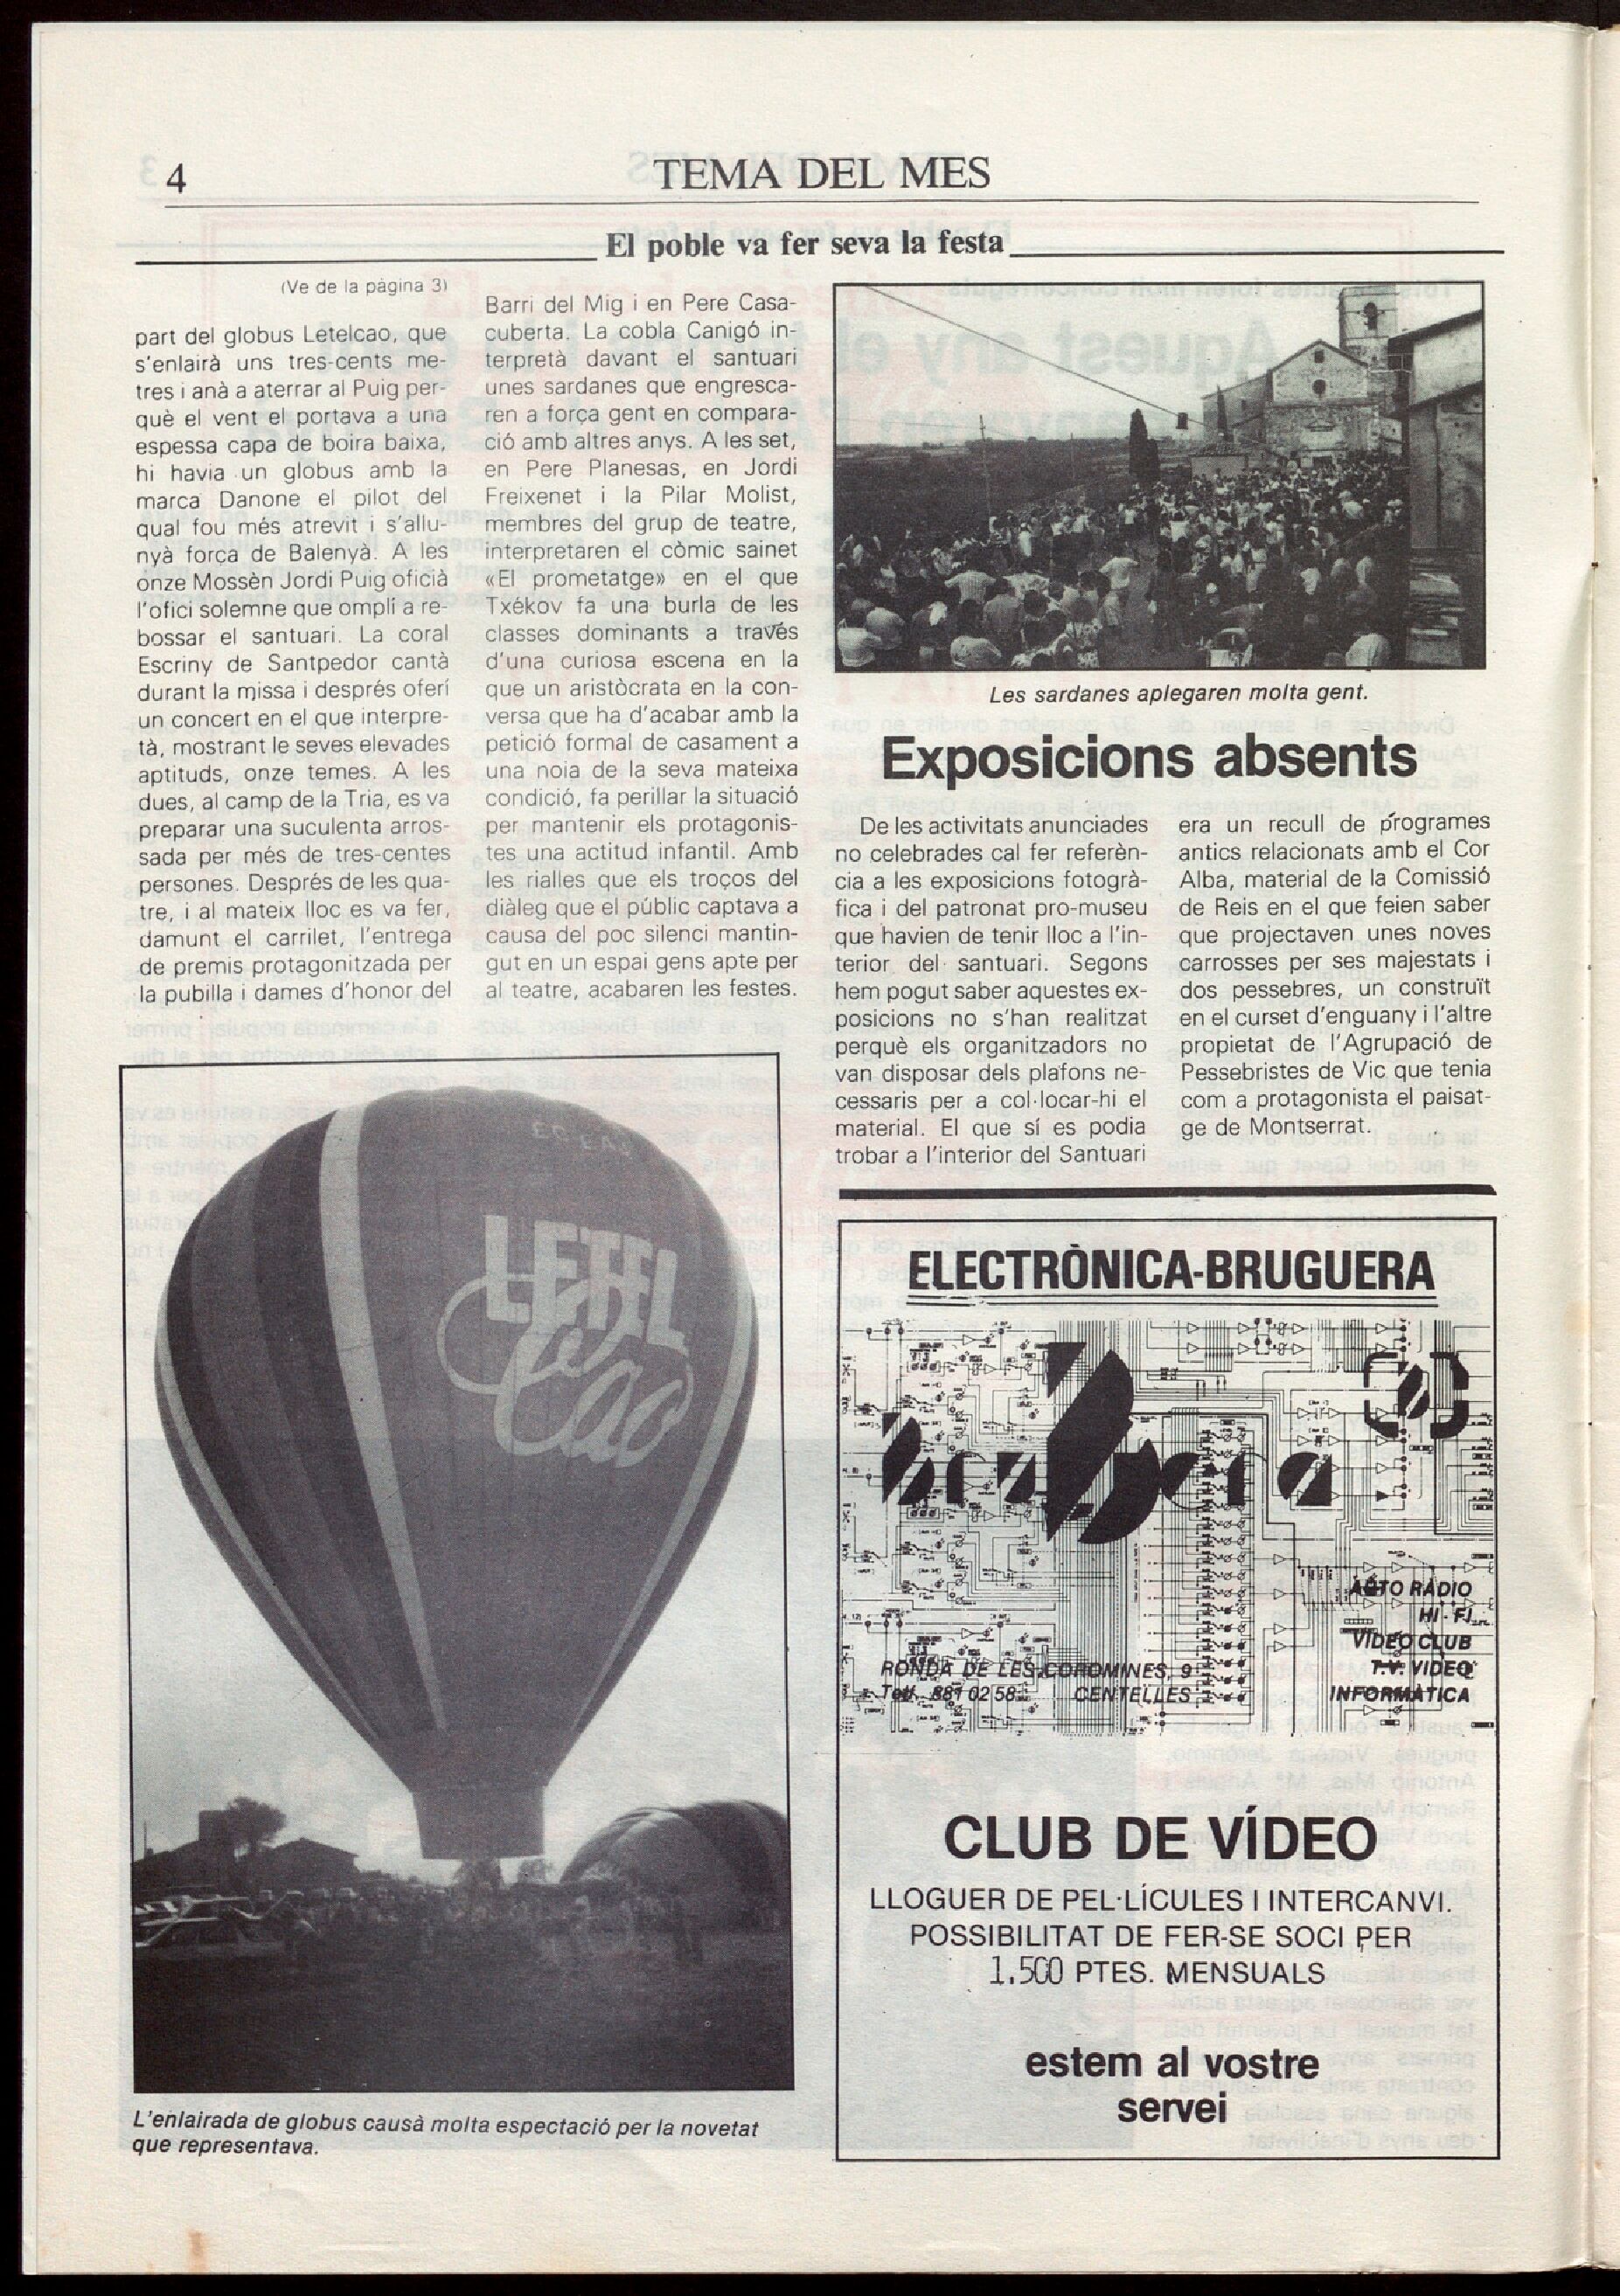 4
TEMA DEL MES
El poble va fer seva la festa
(Ve de la pàgina 3)
part del globus Letelcao, que
s'enlairà uns tres-cents me-
tres i anà a aterrar al Puig per-
què el vent el portava a una
espessa capa de boira baixa,
hi havia un globus amb la
marca Danone el pilot del
qual fou més atrevit i s'allu-
nyà força de Balenyà. A les
onze Mossèn Jordi Puig oficià
l'ofici solemne que omplí a re-
bossar el santuari. La coral
Escriny de Santpedor cantà
durant la missa i després oferí
un concert en el que interpre-
tà, mostrant le seves elevades
aptituds, onze temes. A les
dues, al camp de la Tria, es va
preparar una suculenta arros-
sada per més de tres-centes
persones. Després de les qua-
tre, i al mateix lloc es va fer,
damunt el carrilet, l'entrega
de premis protagonitzada per
la pubilla i dames d'honor del
Barri del Mig i en Pere Casa-
cuberta. La cobla Canigó in-
terpretà davant el santuari
unes sardanes que engresca-
ren a força gent en compara-
ció amb altres anys. A les set,
en Pere Planesas, en Jordi
Freixenet i la Pilar Molist,
membres del grup de teatre,
interpretaren el còmic sainet
«El prometatge» en el que
Txékov fa una burla de les
classes dominants a través
d'una curiosa escena en la
que un aristòcrata en la con-
versa que ha d'acabar amb la
petició formal de casament a
una noia de la seva mateixa
condició, fa perillar la situació
per mantenir els protagonis-
tes una actitud infantil. Amb
les rialles que els troços del
diàleg que el públic captava a
causa del poc silenci mantin-
gut en un espai gens apte per
al teatre, acabaren les festes.
Les sardanes aplegaren molta gent.
Exposicions absents
De les activitats anunciades
no celebrades cal fer referèn-
cia a les exposicions fotogrà-
fica i del patronat pro-museu
que havien de tenir lloc a l'in-
terior del santuari. Segons
hem pogut saber aquestes ex-
posicions no s'han realitzat
perquè els organitzadors no
van disposar dels plafons ne-
cessaris per a col·locar-hi el
material. El que sí es podia
trobar a l'interior del Santuari
era un recull de programes
antics relacionats amb el Cor
Alba, material de la Comissió
de Reis en el que feien saber
que projectaven unes noves
carrosses per ses majestats i
dos pessebres, un construït
en el curset d'enguany i l'altre
propietat de l'Agrupació de
Pessebristes de Vic que tenia
com a protagonista el paisat-
ge de Montserrat.
LETEL
Cao
L'enlairada de globus causà molta espectació per la novetat
que representava.
ELECTRÒNICA-BRUGUERA
bruguera
AUTO RADIO
HI - FI
VIDEO CLUB
T.V. VIDEO
INFORMÀTICA
RONDA DE LES COROMINES, 9
Telf. 881 02 58 CENTELLES
CLUB DE VÍDEO
LLOGUER DE PEL·LÍCULES I INTERCANVI.
POSSIBILITAT DE FER-SE SOCI PER
1.500 PTES. MENSUALS
estem al vostre
servei